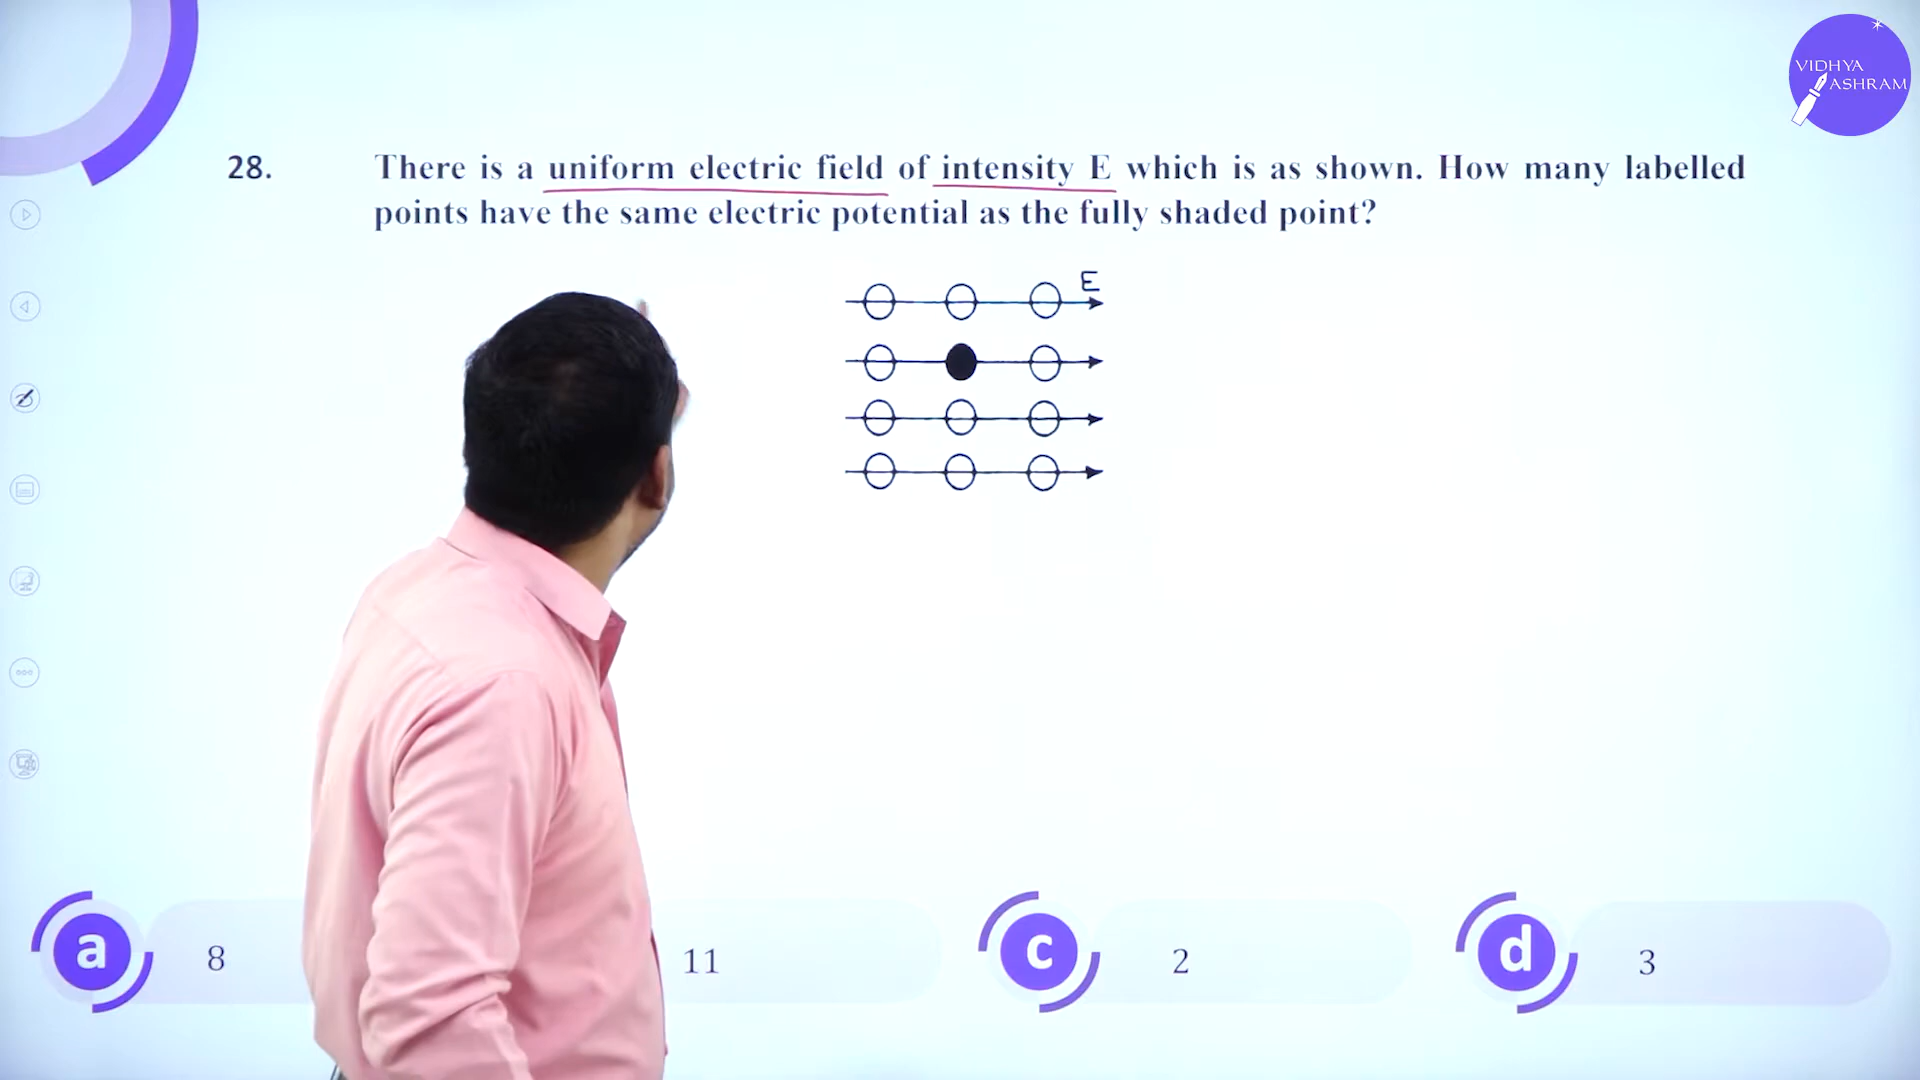 VIDHYA
ASHRAM
28. There is a uniform electric field of intensity E which is as shown. How many labelled
points have the same electric potential as the fully shaded point?
E
a 8
11
c 2
d 3